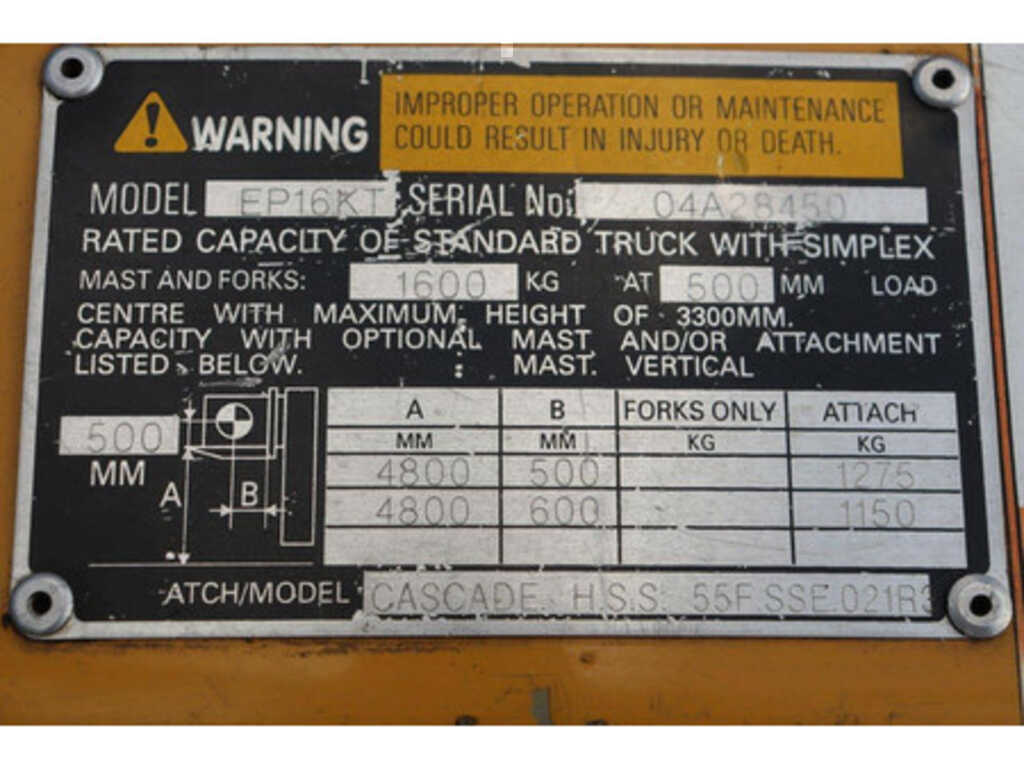 WARNING
IMPROPER OPERATION OR MAINTENANCE
COULD RESULT IN INJURY OR DEATH.
MODEL EP16KT SERIAL No. 04A28450
RATED CAPACITY OF STANDARD TRUCK WITH SIMPLEX
MAST AND FORKS: 1600 KG AT 500 MM LOAD
CENTRE WITH MAXIMUM HEIGHT OF 3300MM.
CAPACITY WITH OPTIONAL MAST AND/OR ATTACHMENT
LISTED BELOW. MAST. VERTICAL
500
MM
A
B
A B FORKS ONLY ATTACH
MM MM KG KG
4800 500 1275
4800 600 1150
ATCH/MODEL CASCADE. H.S.S. 55F SSE 021R3